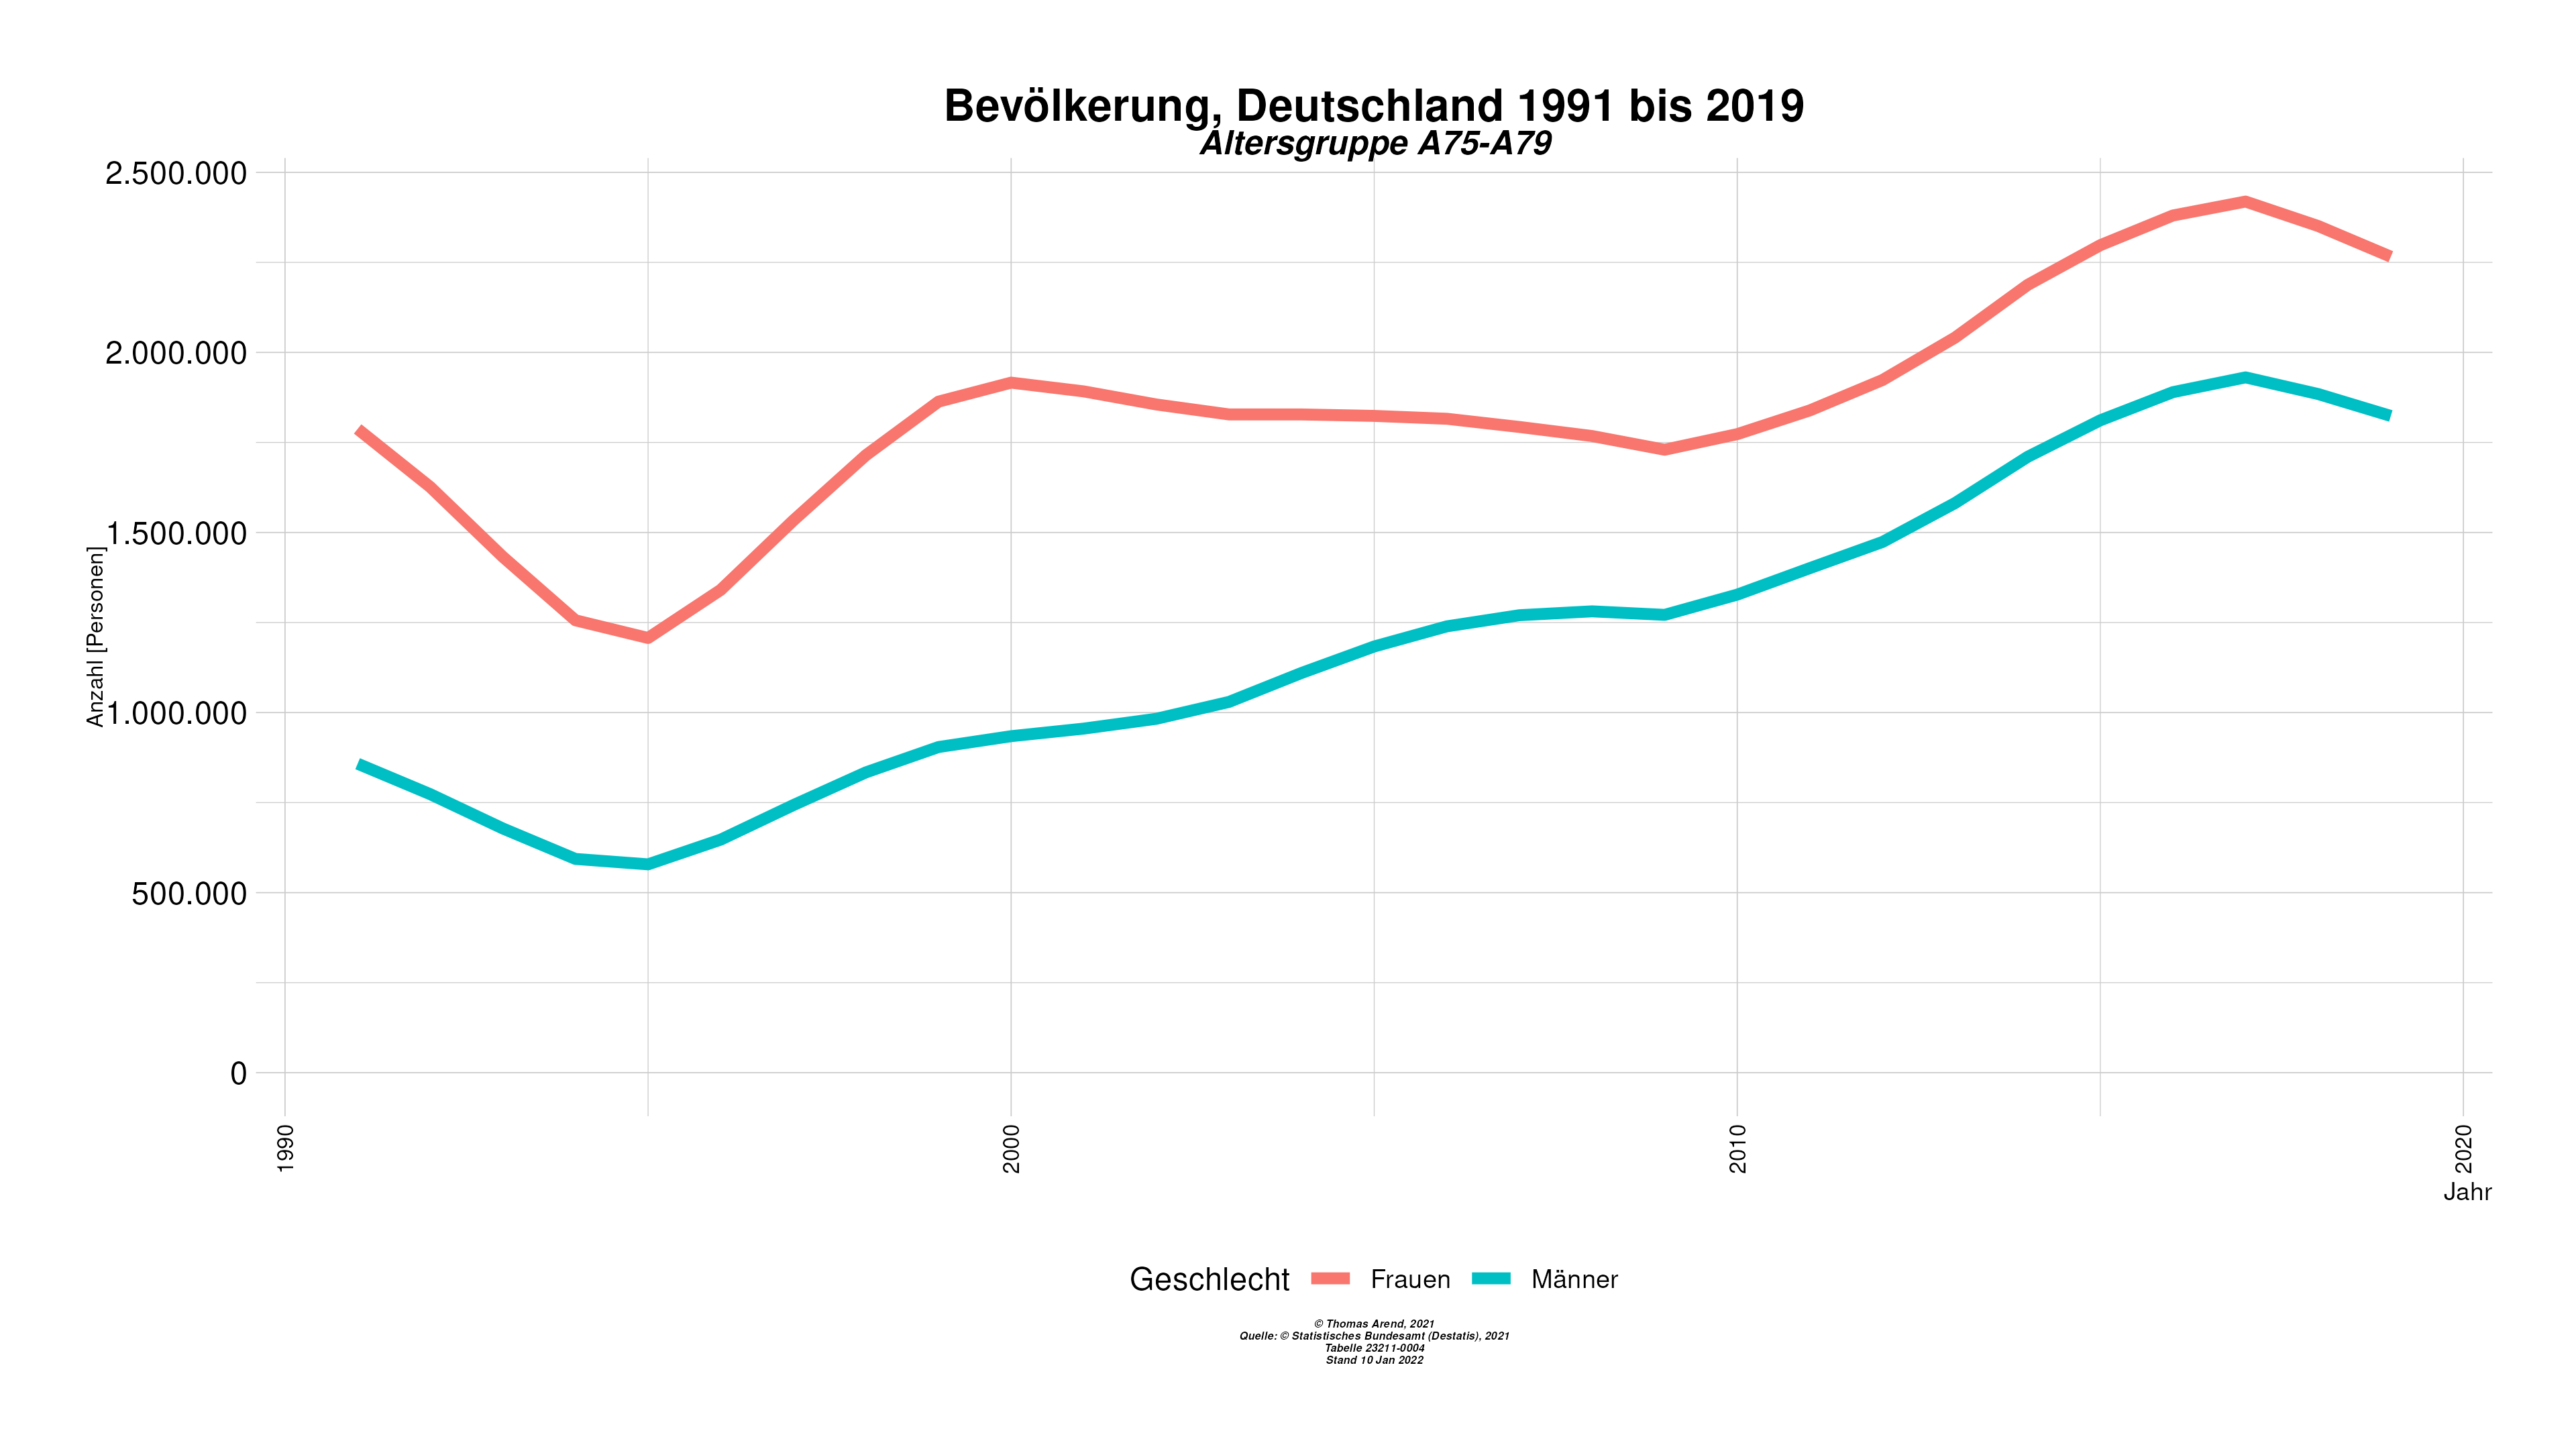 Bevölkerung, Deutschland 1991 bis 2019
Altersgruppe A75-A79
2.500.000
2.000.000
1.500.000
1.000.000
500.000
0
Anzahl [Personen]
1990
2000
2010
2020
Jahr
Geschlecht Frauen Männer
© Thomas Arend, 2021
Quelle: © Statistisches Bundesamt (Destatis), 2021
Tabelle 23211-0004
Stand 10 Jan 2022